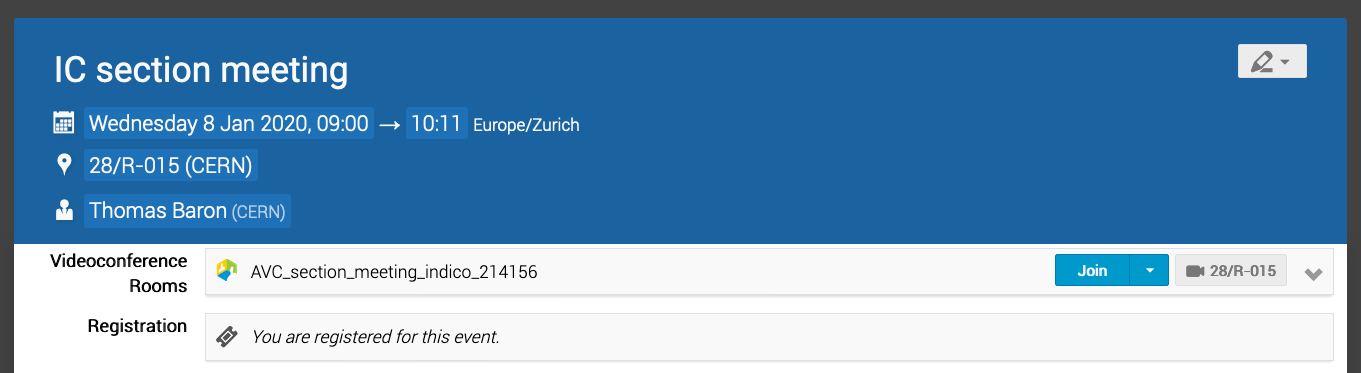 IC section meeting
Wednesday 8 Jan 2020, 09:00 → 10:11 Europe/Zurich
28/R-015 (CERN)
Thomas Baron (CERN)
Videoconference
Rooms
AVC_section_meeting_indico_214156 Join 28/R-015
Registration
You are registered for this event.